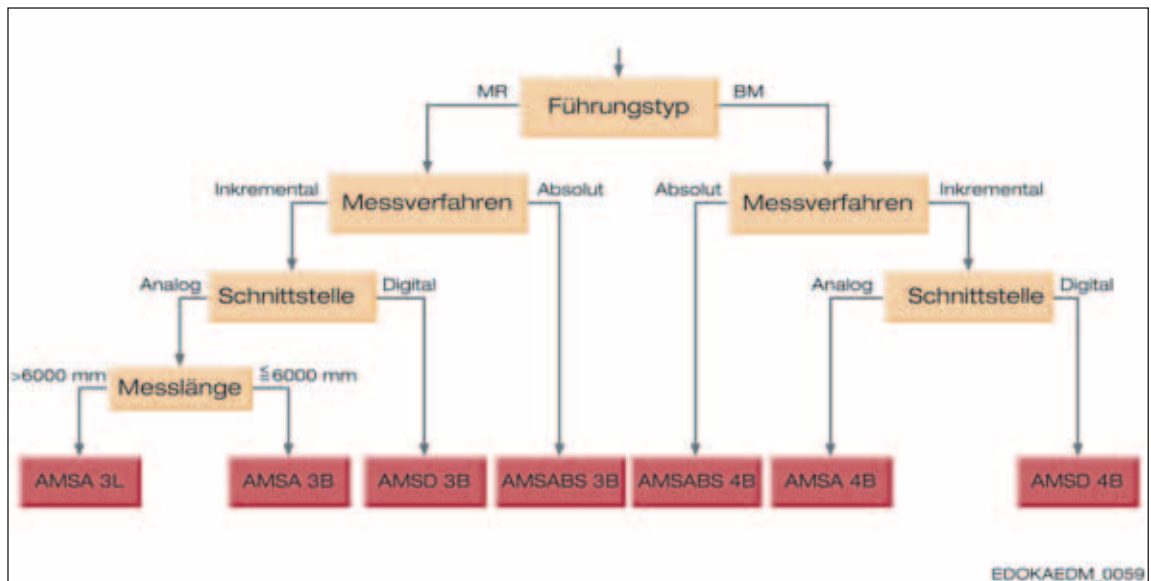 MR
Führungstyp
BM
Inkremental
Messverfahren
Absolut
Absolut
Messverfahren
Inkremental
Analog
Schnittstelle
Digital
Analog
Schnittstelle
Digital
>6000 mm
Messlänge
≦6000 mm
AMSA 3L
AMSA 3B
AMSD 3B
AMSABS 3B
AMSABS 4B
AMSA 4B
AMSD 4B
EDOKAEDM_0059